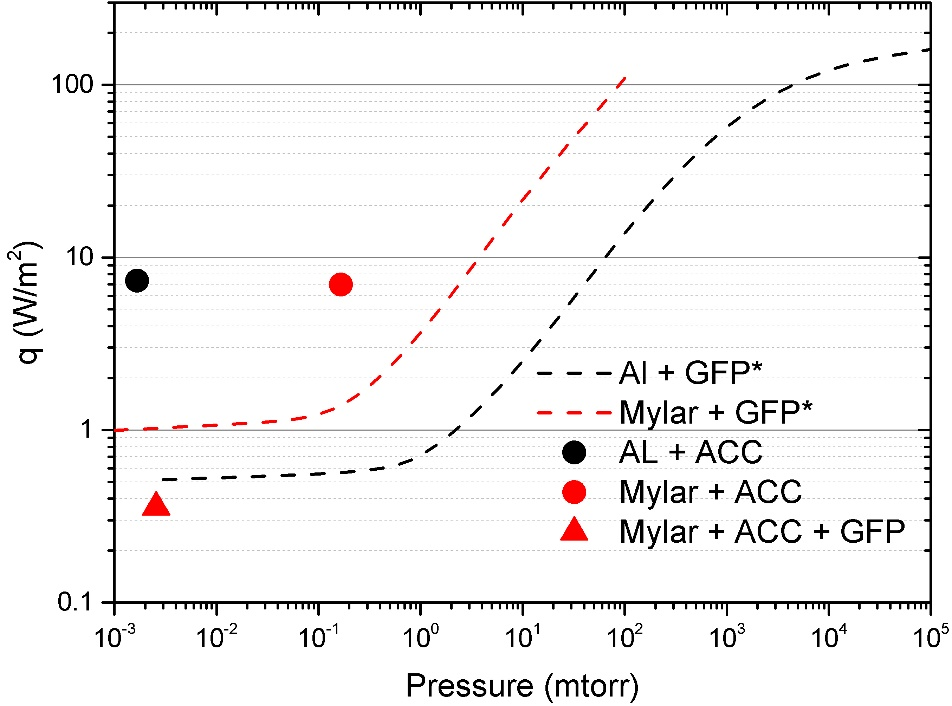 100
10
1
0.1
q (W/m²)
Al + GFP*
Mylar + GFP*
AL + ACC
Mylar + ACC
Mylar + ACC + GFP
10⁻³ 10⁻² 10⁻¹ 10⁰ 10¹ 10² 10³ 10⁴ 10⁵
Pressure (mtorr)